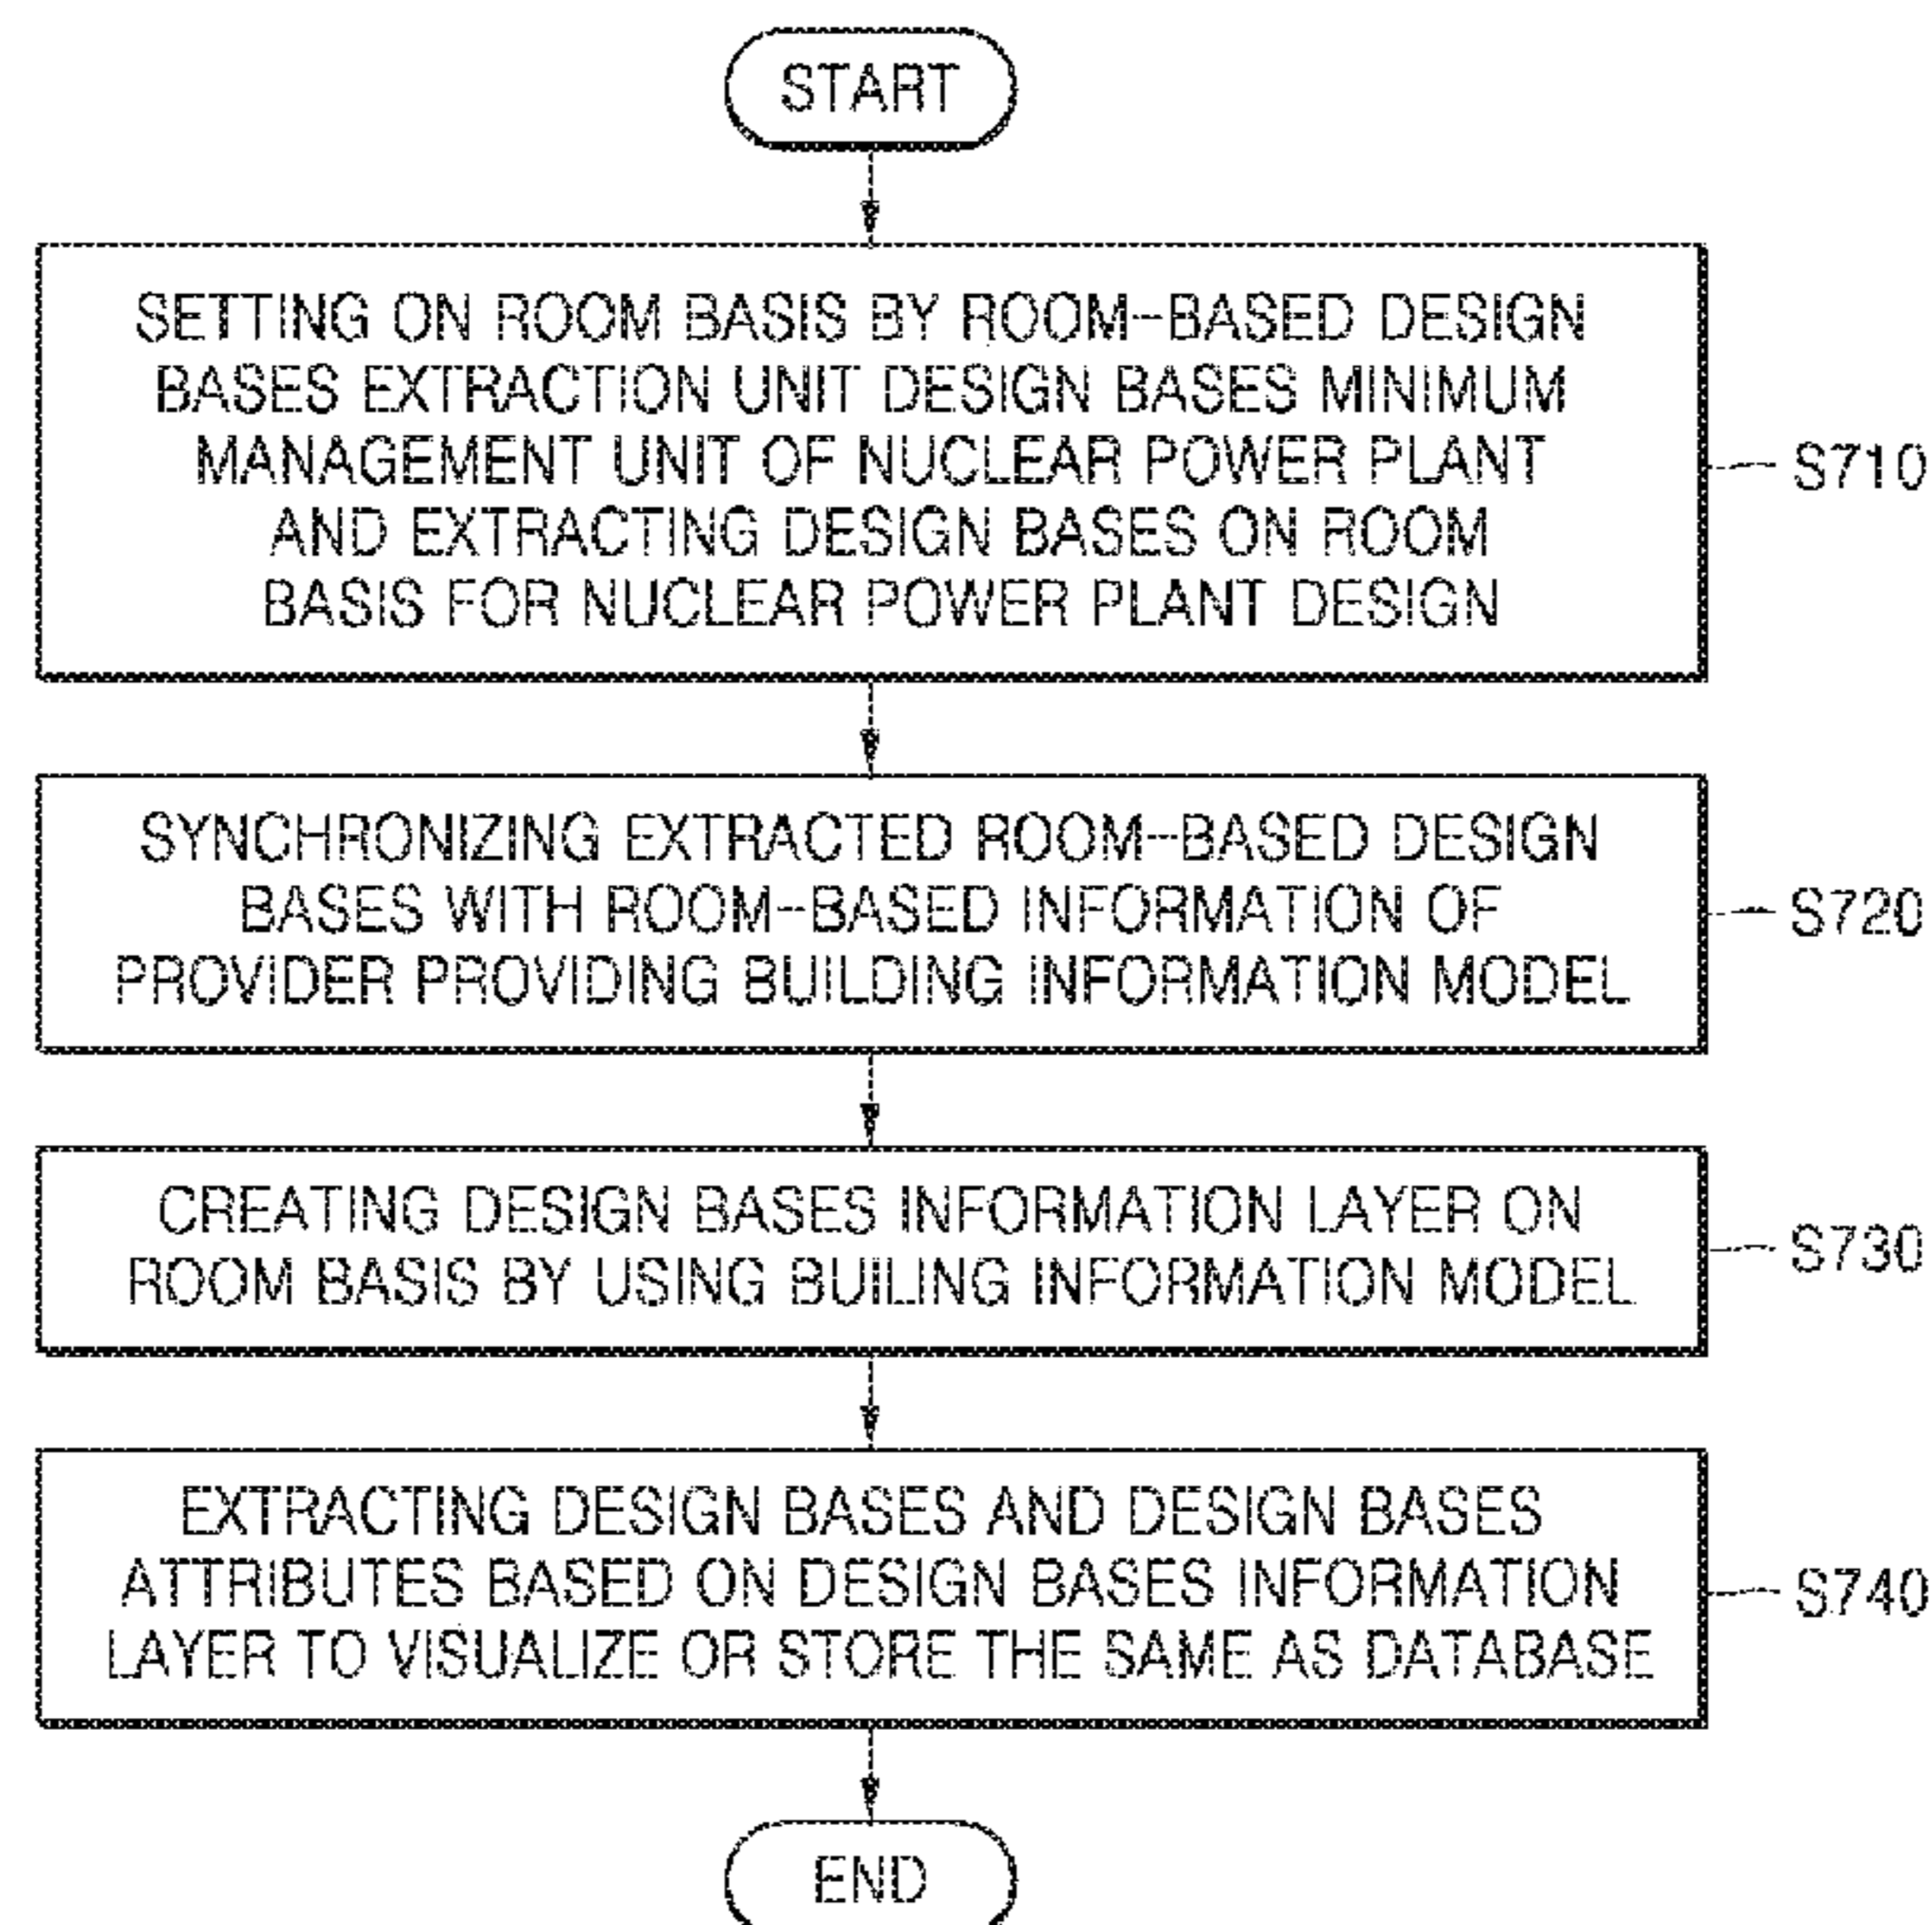 START
SETTING ON ROOM BASIS BY ROOM-BASED DESIGN
BASES EXTRACTION UNIT DESIGN BASES MINIMUM
MANAGEMENT UNIT OF NUCLEAR POWER PLANT
AND EXTRACTING DESIGN BASES ON ROOM
BASIS FOR NUCLEAR POWER PLANT DESIGN
S710
SYNCHRONIZING EXTRACTED ROOM-BASED DESIGN
BASES WITH ROOM-BASED INFORMATION OF
PROVIDER PROVIDING BUILDING INFORMATION MODEL
S720
CREATING DESIGN BASES INFORMATION LAYER ON
ROOM BASIS BY USING BUILING INFORMATION MODEL
S730
EXTRACTING DESIGN BASES AND DESIGN BASES
ATTRIBUTES BASED ON DESIGN BASES INFORMATION
LAYER TO VISUALIZE OR STORE THE SAME AS DATABASE
S740
END